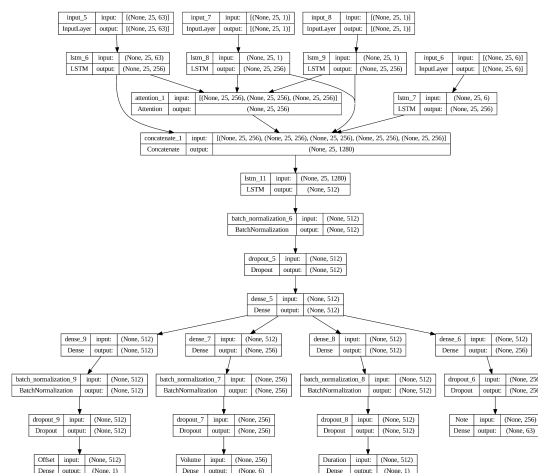 input_5 input: [(None, 25, 63)]
InputLayer output: [(None, 25, 63)]
input_7 input: [(None, 25, 1)]
InputLayer output: [(None, 25, 1)]
input_8 input: [(None, 25, 1)]
InputLayer output: [(None, 25, 1)]
lstm_6 input: (None, 25, 63)
LSTM output: (None, 25, 256)
lstm_8 input: (None, 25, 1)
LSTM output: (None, 25, 256)
lstm_9 input: (None, 25, 1)
LSTM output: (None, 25, 256)
input_6 input: [(None, 25, 6)]
InputLayer output: [(None, 25, 6)]
attention_1 input: [(None, 25, 256), (None, 25, 256), (None, 25, 256)]
Attention output: (None, 25, 256)
lstm_7 input: (None, 25, 6)
LSTM output: (None, 25, 256)
concatenate_1 input: [(None, 25, 256), (None, 25, 256), (None, 25, 256), (None, 25, 256), (None, 25, 256)]
Concatenate output: (None, 25, 1280)
lstm_11 input: (None, 25, 1280)
LSTM output: (None, 512)
batch_normalization_6 input: (None, 512)
BatchNormalization output: (None, 512)
dropout_5 input: (None, 512)
Dropout output: (None, 512)
dense_5 input: (None, 512)
Dense output: (None, 512)
dense_9 input: (None, 512)
Dense output: (None, 512)
dense_7 input: (None, 512)
Dense output: (None, 256)
dense_8 input: (None, 512)
Dense output: (None, 512)
dense_6 input: (None, 512)
Dense output: (None, 256)
batch_normalization_9 input: (None, 512)
BatchNormalization output: (None, 512)
batch_normalization_7 input: (None, 256)
BatchNormalization output: (None, 256)
batch_normalization_8 input: (None, 512)
BatchNormalization output: (None, 512)
dropout_6 input: (None, 256
Dropout output: (None, 256
dropout_9 input: (None, 512)
Dropout output: (None, 512)
dropout_7 input: (None, 256)
Dropout output: (None, 256)
dropout_8 input: (None, 512)
Dropout output: (None, 512)
Note input: (None, 256)
Dense output: (None, 63)
Offset input: (None, 512)
Dense output: (None, 1)
Volume input: (None, 256)
Dense output: (None, 6)
Duration input: (None, 512)
Dense output: (None, 1)